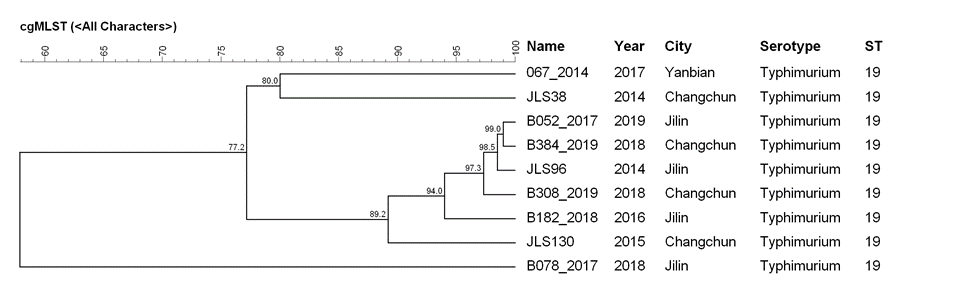 cgMLST (<All Characters>)
60 65 70 75 80 85 90 95 100
Name Year City Serotype ST
80.0 067_2014 2017 Yanbian Typhimurium 19
JLS38 2014 Changchun Typhimurium 19
99.0 B052_2017 2019 Jilin Typhimurium 19
77.2 98.5 B384_2019 2018 Changchun Typhimurium 19
97.3 JLS96 2014 Jilin Typhimurium 19
94.0 B308_2019 2018 Changchun Typhimurium 19
89.2 B182_2018 2016 Jilin Typhimurium 19
JLS130 2015 Changchun Typhimurium 19
B078_2017 2018 Jilin Typhimurium 19